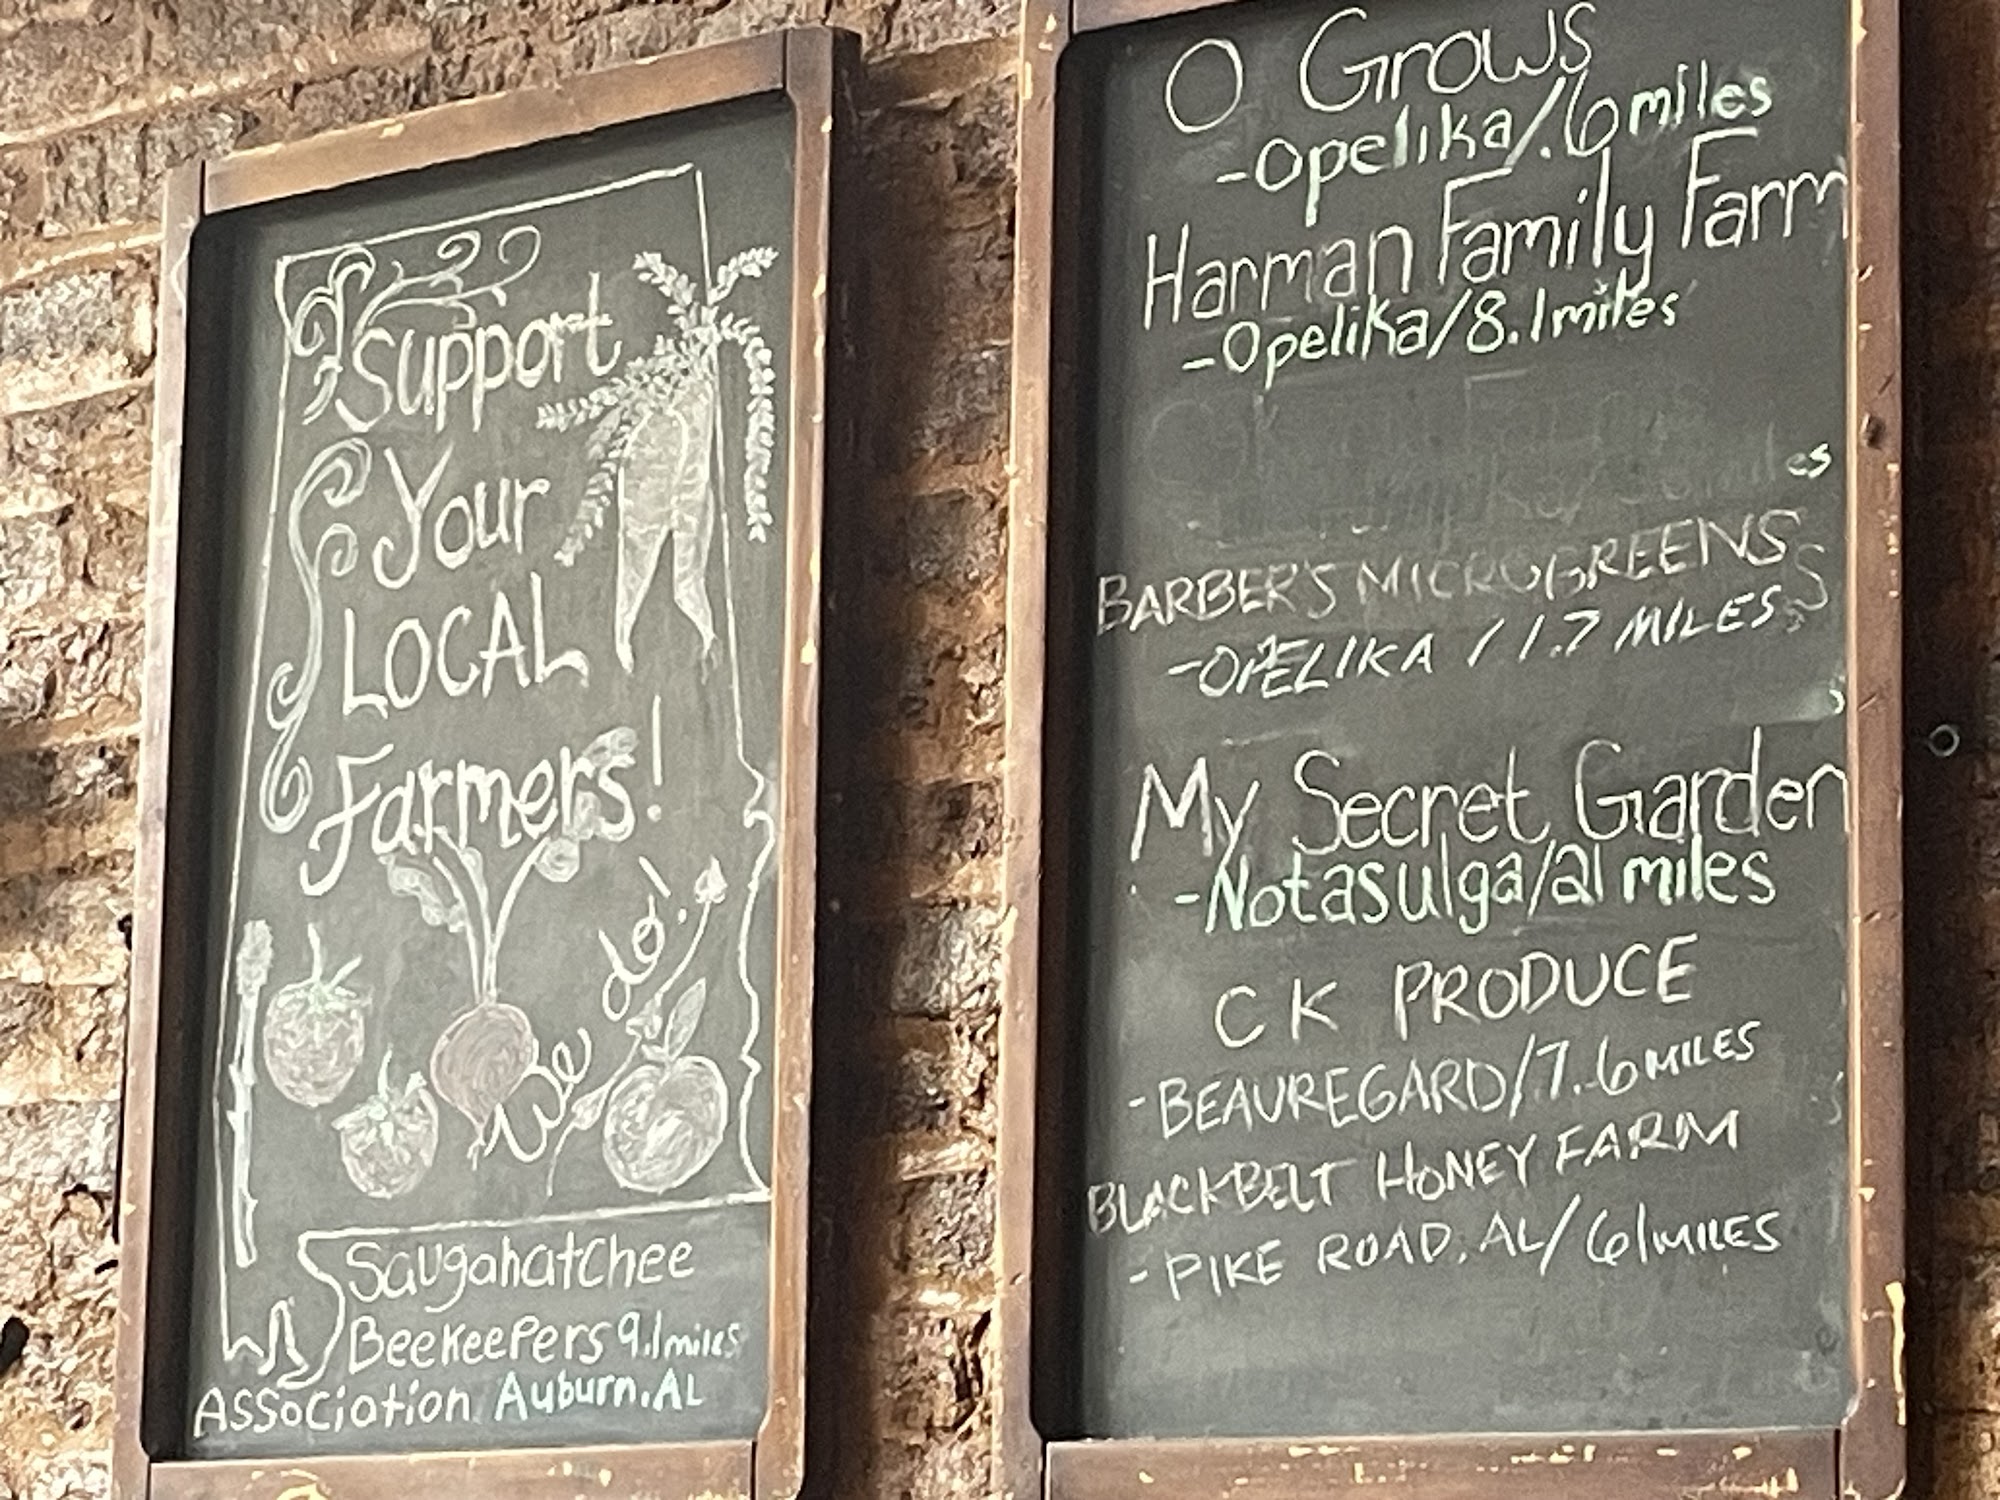 Support
Your
LOCAL
Farmers!
We do!
Saugahatchee
Beekeepers 9.1 miles
Association Auburn, AL
O Grows
-Opelika/.6 miles
Harman Family Farm
-Opelika/8.1 miles
es
BARBER'S MICROGREENS
-OPELIKA / 1.7 MILES
My Secret Garden
-Notasulga/21 miles
CK PRODUCE
-BEAUREGARD/7.6 MILES
BLACKBELT HONEY FARM
-PIKE ROAD, AL/61 MILES